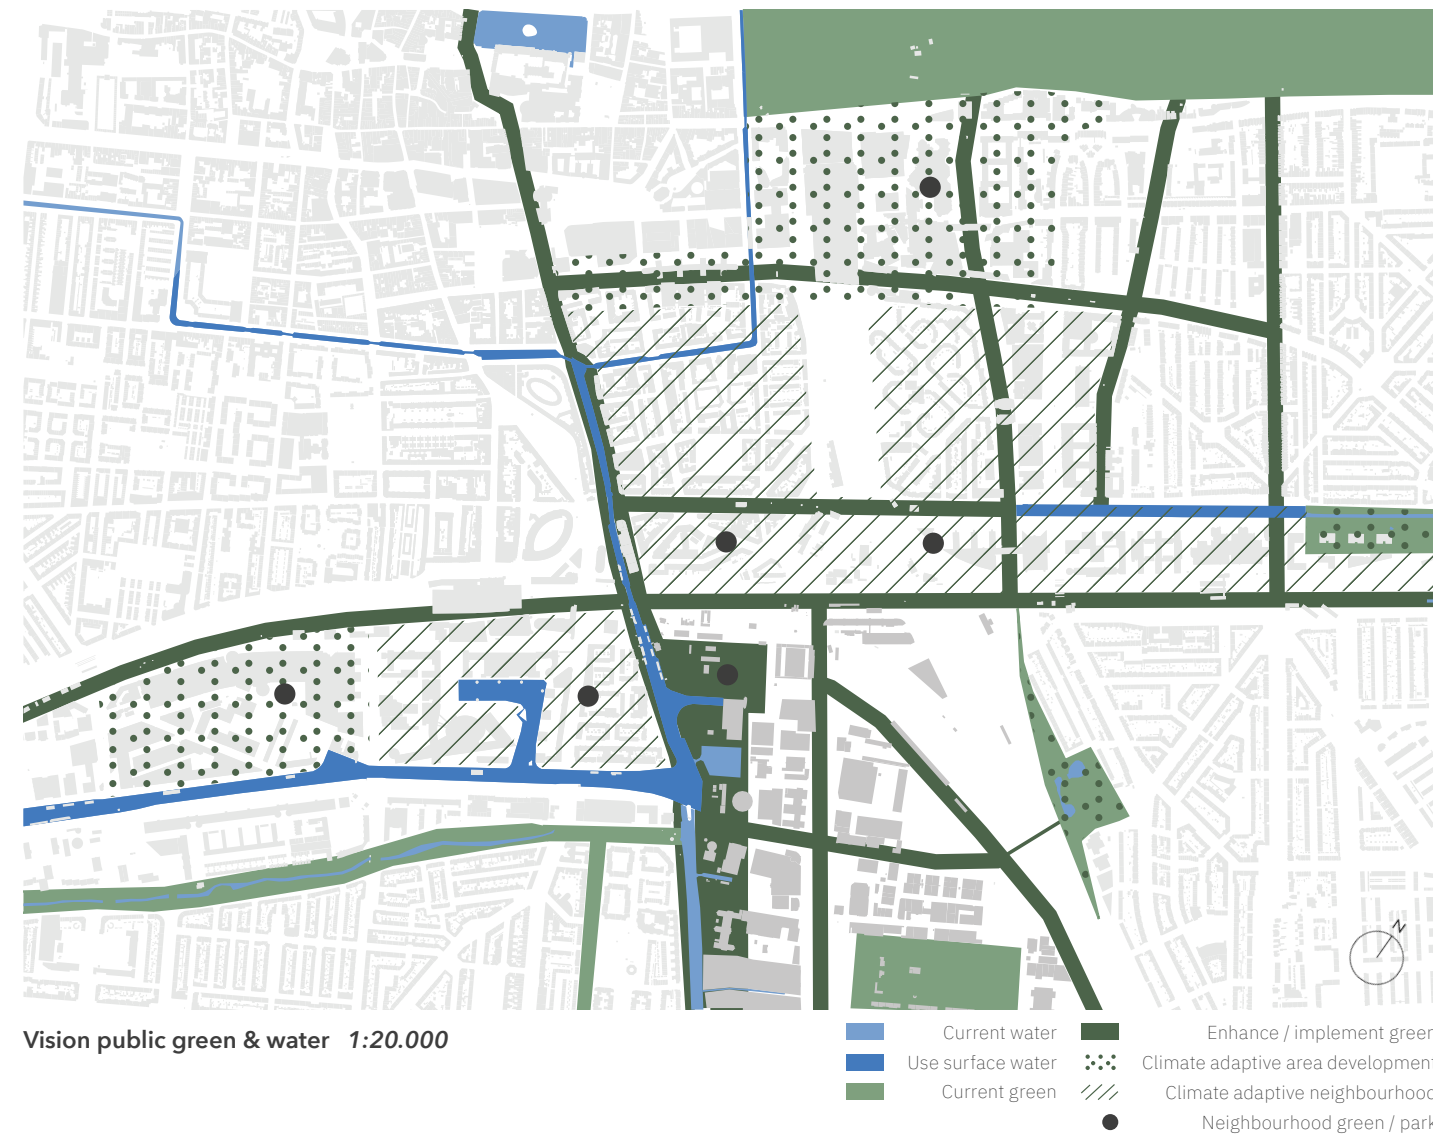 N
Vision public green & water 1:20.000
Current water
Use surface water
Current green
Enhance / implement green
Climate adaptive area development
Climate adaptive neighbourhood
Neighbourhood green / park